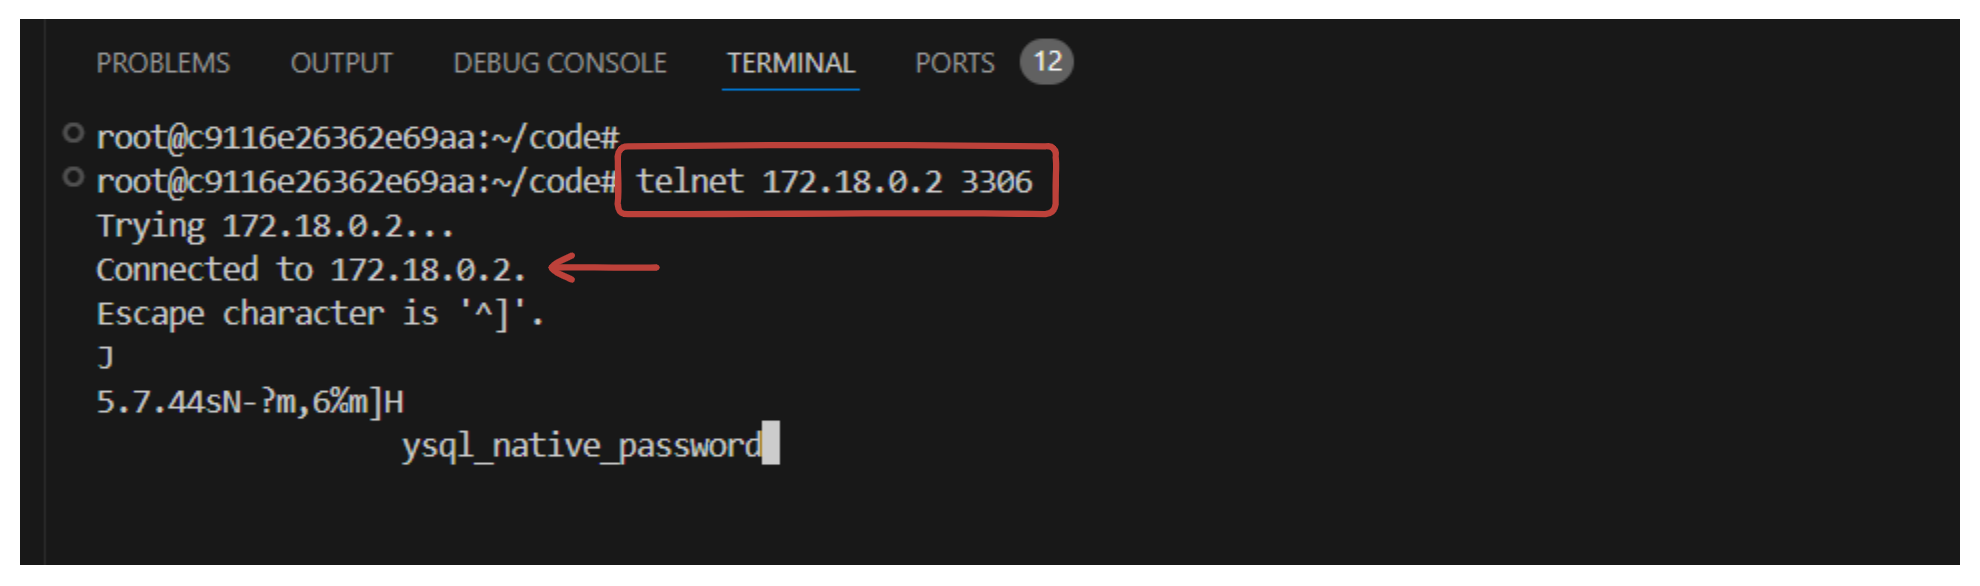 PROBLEMS OUTPUT DEBUG CONSOLE TERMINAL PORTS 12
root@c9116e26362e69aa:~/code#
root@c9116e26362e69aa:~/code# telnet 172.18.0.2 3306
Trying 172.18.0.2...
Connected to 172.18.0.2.
Escape character is '^]'.
J
5.7.44sN-?m,6%m]H
ysql_native_password